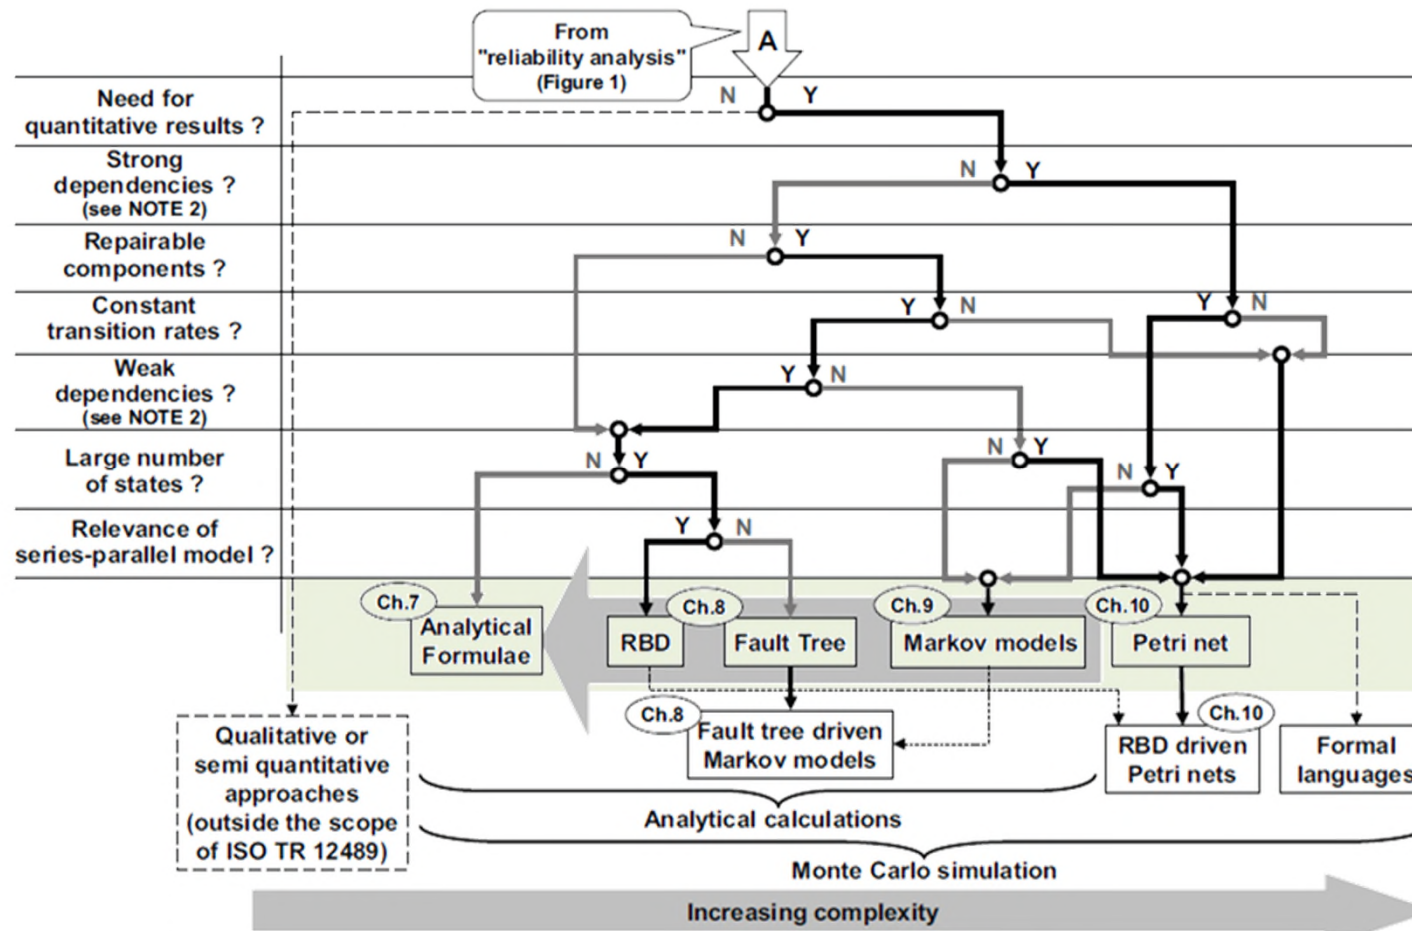 From
"reliability analysis"
(Figure 1)
A
N Y
Need for
quantitative results ?
Strong
dependencies ?
(see NOTE 2)
N Y
Repairable
components ?
N Y
Constant
transition rates ?
Y N
Y N
Weak
dependencies ?
(see NOTE 2)
Y N
Large number
of states ?
N Y
N Y
N Y
Relevance of
series-parallel model ?
Y N
Ch.7
Analytical
Formulae
RBD
Ch.8
Fault Tree
Ch.9
Markov models
Ch.10
Petri net
Ch.8
Fault tree driven
Markov models
Ch.10
RBD driven
Petri nets
Formal
languages
Qualitative or
semi quantitative
approaches
(outside the scope
of ISO TR 12489)
Analytical calculations
Monte Carlo simulation
Increasing complexity